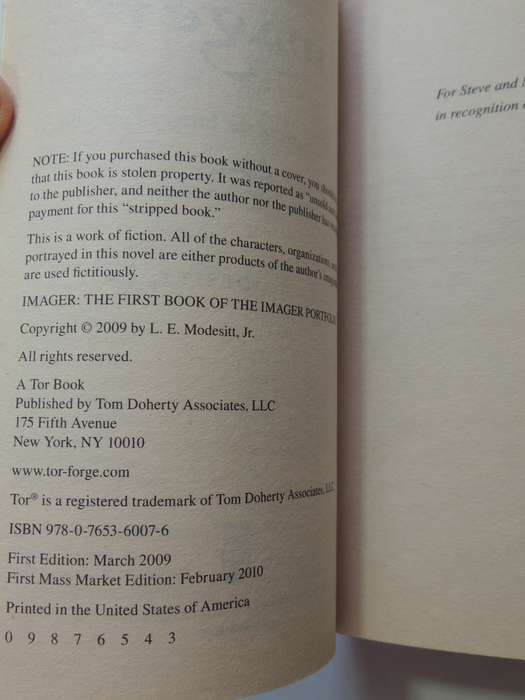 NOTE: If you purchased this book without a cover, you should
that this book is stolen property. It was reported as "unsold and
to the publisher, and neither the author nor the publisher has
payment for this "stripped book."
This is a work of fiction. All of the characters, organizations,
portrayed in this novel are either products of the author's
are used fictitiously.
IMAGER: THE FIRST BOOK OF THE IMAGER PORTFOLIO
Copyright © 2009 by L. E. Modesitt, Jr.
All rights reserved.
A Tor Book
Published by Tom Doherty Associates, LLC
175 Fifth Avenue
New York, NY 10010
www.tor-forge.com
Tor® is a registered trademark of Tom Doherty Associates, LLC
ISBN 978-0-7653-6007-6
First Edition: March 2009
First Mass Market Edition: February 2010
Printed in the United States of America
0 9 8 7 6 5 4 3
For Steve and
in recognition